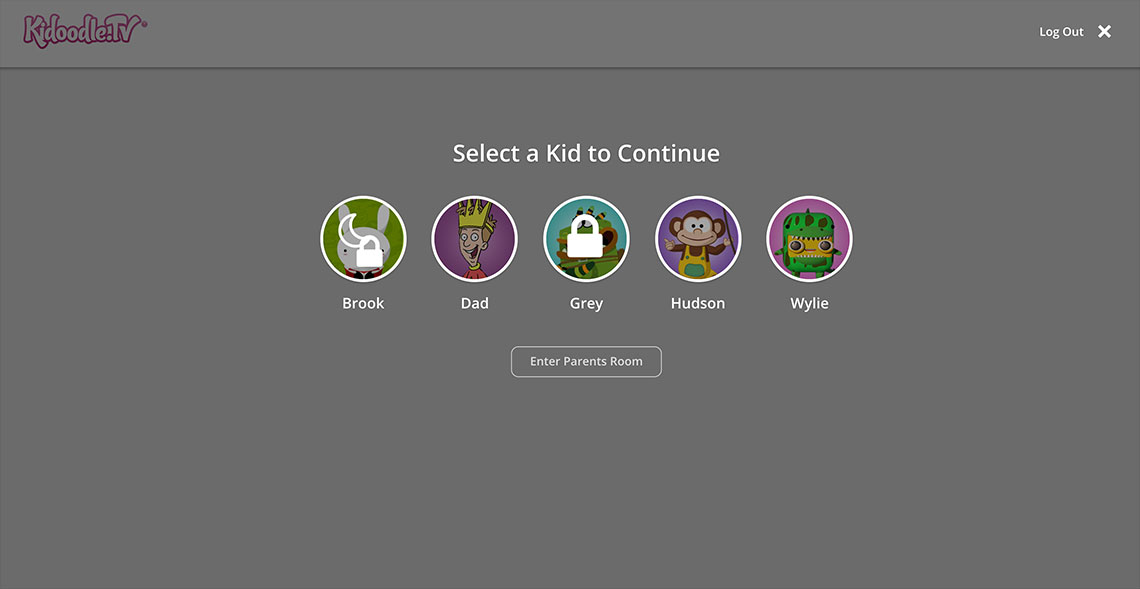 Kidoodle.TV®
Log Out
Select a Kid to Continue
Brook
Dad
Grey
Hudson
Wylie
Enter Parents Room